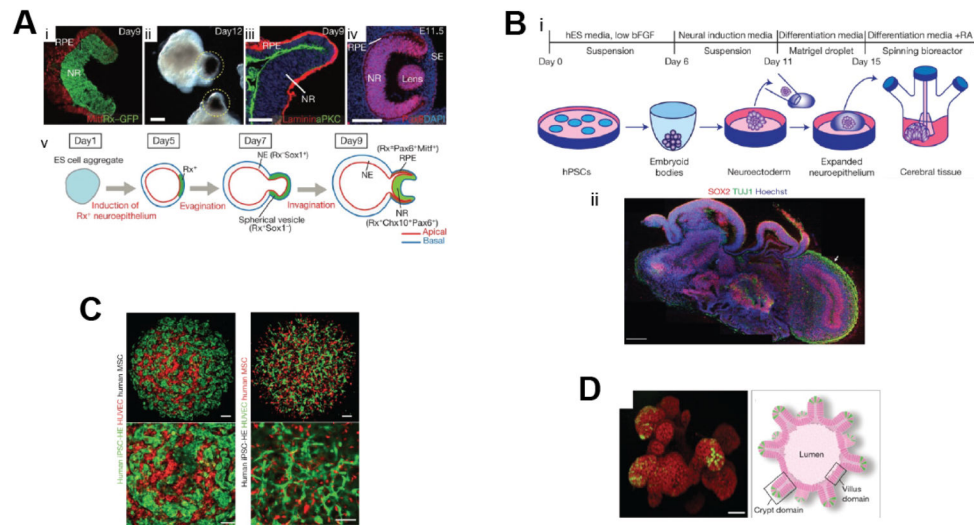 A
i
Day9
RPE
NR
Mitf Rx-GFP
ii
Day12
iii
Day9
RPE
NR
LamininaPKC
iv
E11.5
RPE
SE
NR
Lens
DAPI
v
Day1
Day5
Day7
Day9
ES cell aggregate
Rx⁺
NE (Rx⁻Sox1⁺)
(Rx⁺Pax6⁺Mitf⁺)
RPE
NE
Induction of
Rx⁺ neuroepithelium
Evagination
Invagination
Spherical vesicle
(Rx⁺Sox1⁻)
NR
(Rx⁺Chx10⁺Pax6⁺)
Apical
Basal
B
i
hES media, low bFGF
Neural induction media
Differentiation media
Differentiation media +RA
Suspension
Suspension
Matrigel droplet
Spinning bioreactor
Day 0
Day 6
Day 11
Day 15
hPSCs
Embryoid
bodies
Neuroectoderm
Expanded
neuroepithelium
Cerebral tissue
ii
SOX2 TUJ1 Hoechst
C
Human iPSC-HE HUVEC human MSC
Human iPSC-HE HUVEC human MSC
D
Lumen
Crypt domain
Villus
domain